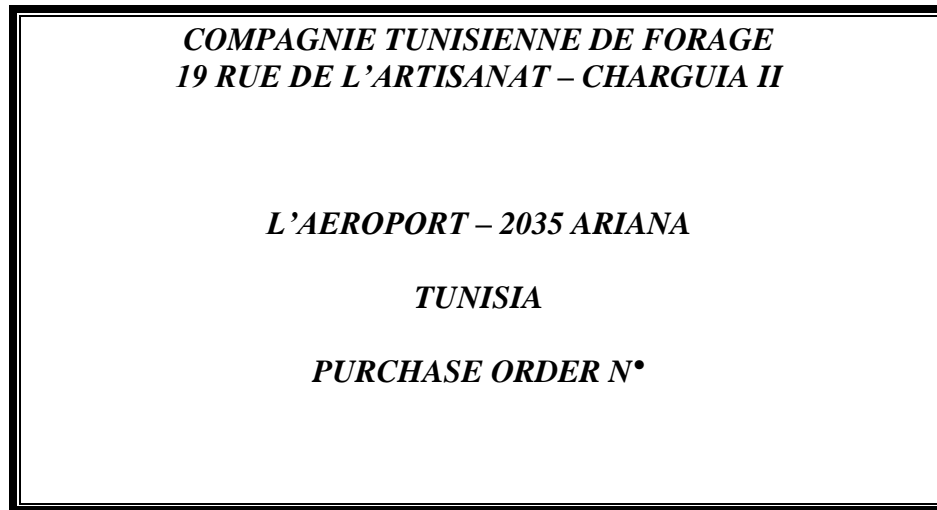 COMPAGNIE TUNISIENNE DE FORAGE
19 RUE DE L’ARTISANAT – CHARGUIA II
L’AEROPORT – 2035 ARIANA
TUNISIA
PURCHASE ORDER N•